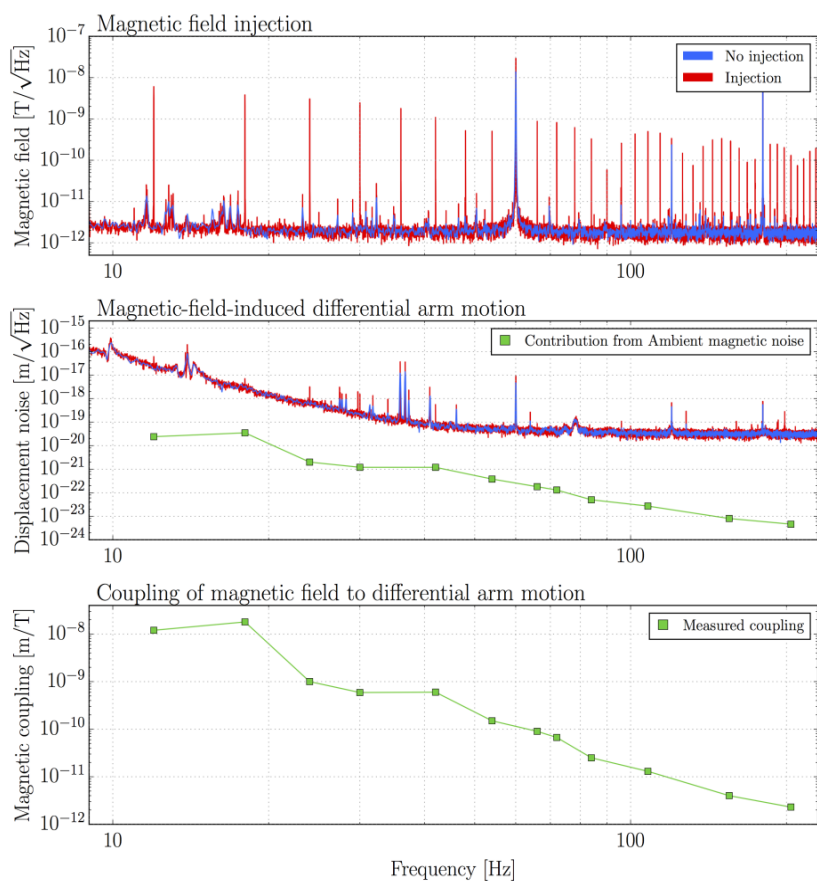 Magnetic field injection
Magnetic field [T/√Hz]
10⁻⁷
10⁻⁸
10⁻⁹
10⁻¹⁰
10⁻¹¹
10⁻¹²
No injection
Injection
10
100
Magnetic-field-induced differential arm motion
Displacement noise [m/√Hz]
10⁻¹⁵
10⁻¹⁶
10⁻¹⁷
10⁻¹⁸
10⁻¹⁹
10⁻²⁰
10⁻²¹
10⁻²²
10⁻²³
10⁻²⁴
Contribution from Ambient magnetic noise
10
100
Coupling of magnetic field to differential arm motion
Magnetic coupling [m/T]
10⁻⁸
10⁻⁹
10⁻¹⁰
10⁻¹¹
10⁻¹²
Measured coupling
10
100
Frequency [Hz]